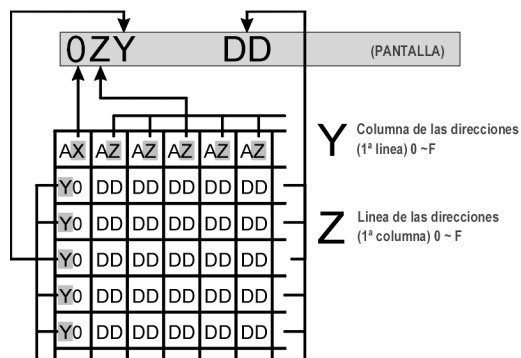 0ZY DD (PANTALLA)
AX AZ AZ AZ AZ AZ
Y0 DD DD DD DD DD
Y0 DD DD DD DD DD
Y0 DD DD DD DD DD
Y0 DD DD DD DD DD
Y0 DD DD DD DD DD
Y Columna de las direcciones
(1ª linea) 0 ~F
Z Linea de las direcciones
(1ª columna) 0 ~ F